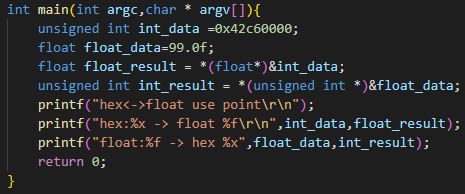 int main(int argc,char * argv[]){
unsigned int int_data =0x42c60000;
float float_data=99.0f;
float float_result = *(float*)&int_data;
unsigned int int_result = *(unsigned int *)&float_data;
printf("hex<->float use point\r\n");
printf("hex:%x -> float %f\r\n",int_data,float_result);
printf("float:%f -> hex %x",float_data,int_result);
return 0;
}